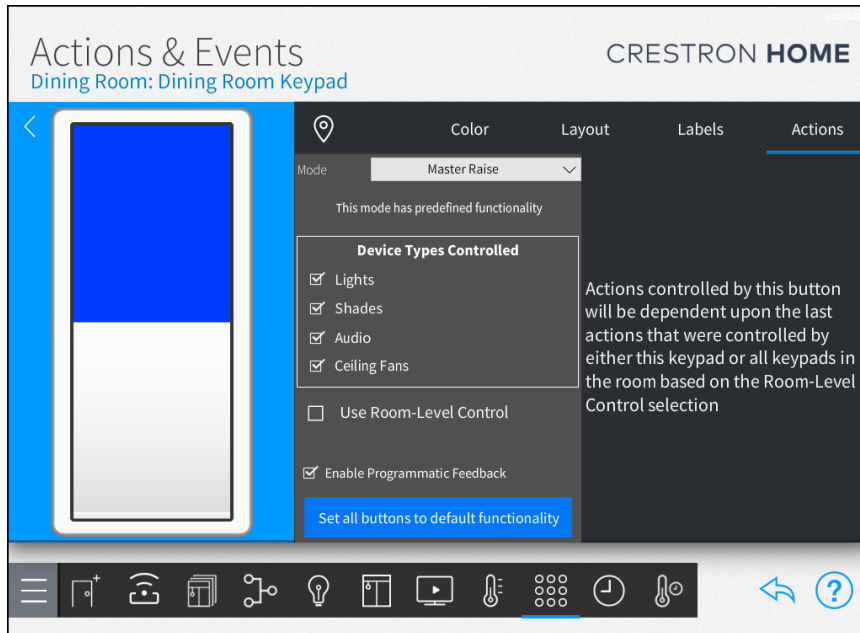 Actions & Events
CRESTRON HOME
Dining Room: Dining Room Keypad
Color
Layout
Labels
Actions
Mode
Master Raise
This mode has predefined functionality
Device Types Controlled
Lights
Shades
Audio
Ceiling Fans
Use Room-Level Control
Enable Programmatic Feedback
Set all buttons to default functionality
Actions controlled by this button
will be dependent upon the last
actions that were controlled by
either this keypad or all keypads in
the room based on the Room-Level
Control selection
?